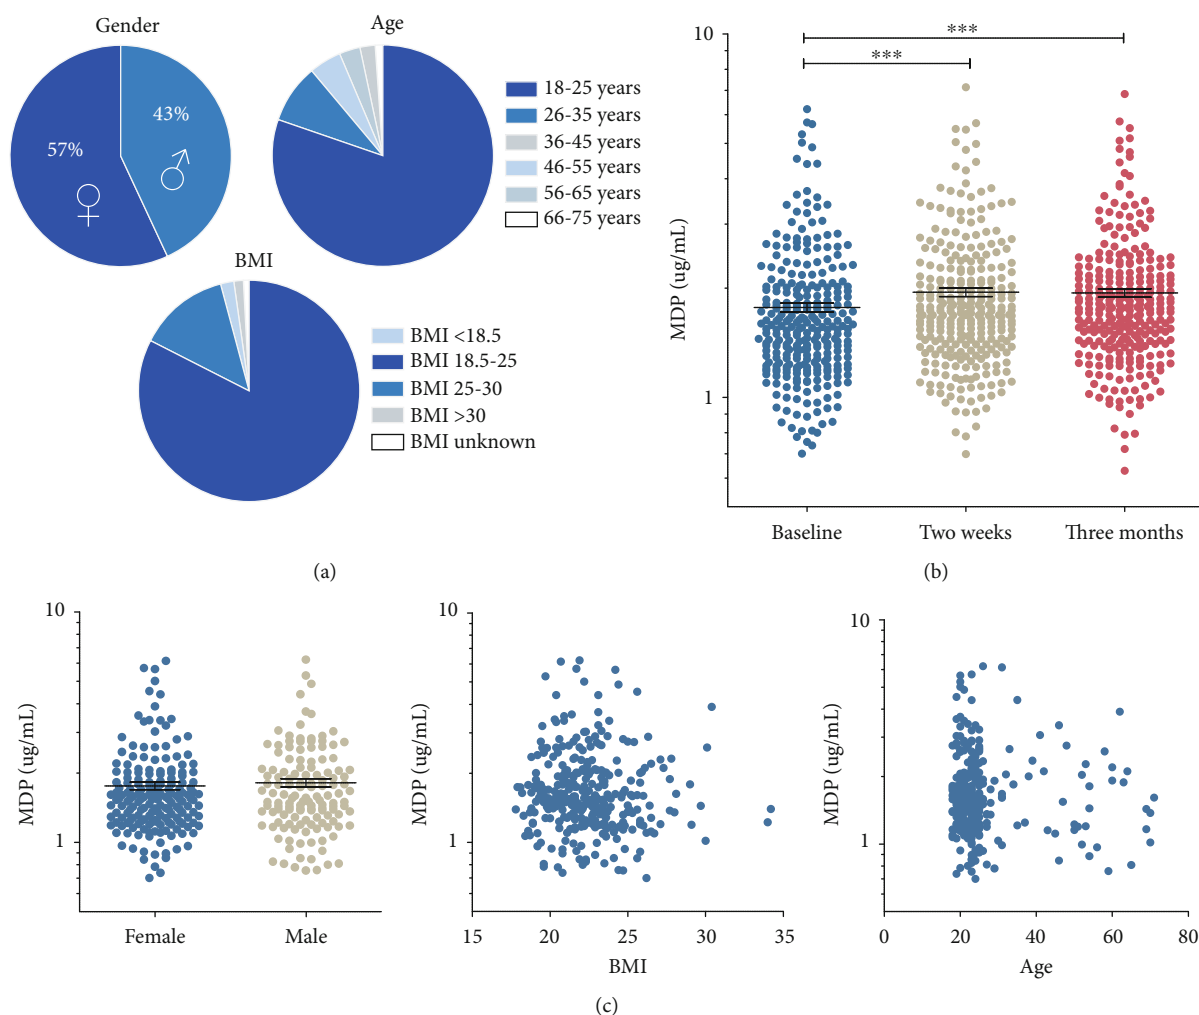 Gender
43%
57%
Age
18-25 years
26-35 years
36-45 years
46-55 years
56-65 years
66-75 years
BMI
BMI <18.5
BMI 18.5-25
BMI 25-30
BMI >30
BMI unknown
(a)
10
1
MDP (ug/mL)
***
***
Baseline Two weeks Three months
(b)
10
1
MDP (ug/mL)
Female Male
10
1
MDP (ug/mL)
15 20 25 30 35
BMI
10
1
MDP (ug/mL)
0 20 40 60 80
Age
(c)